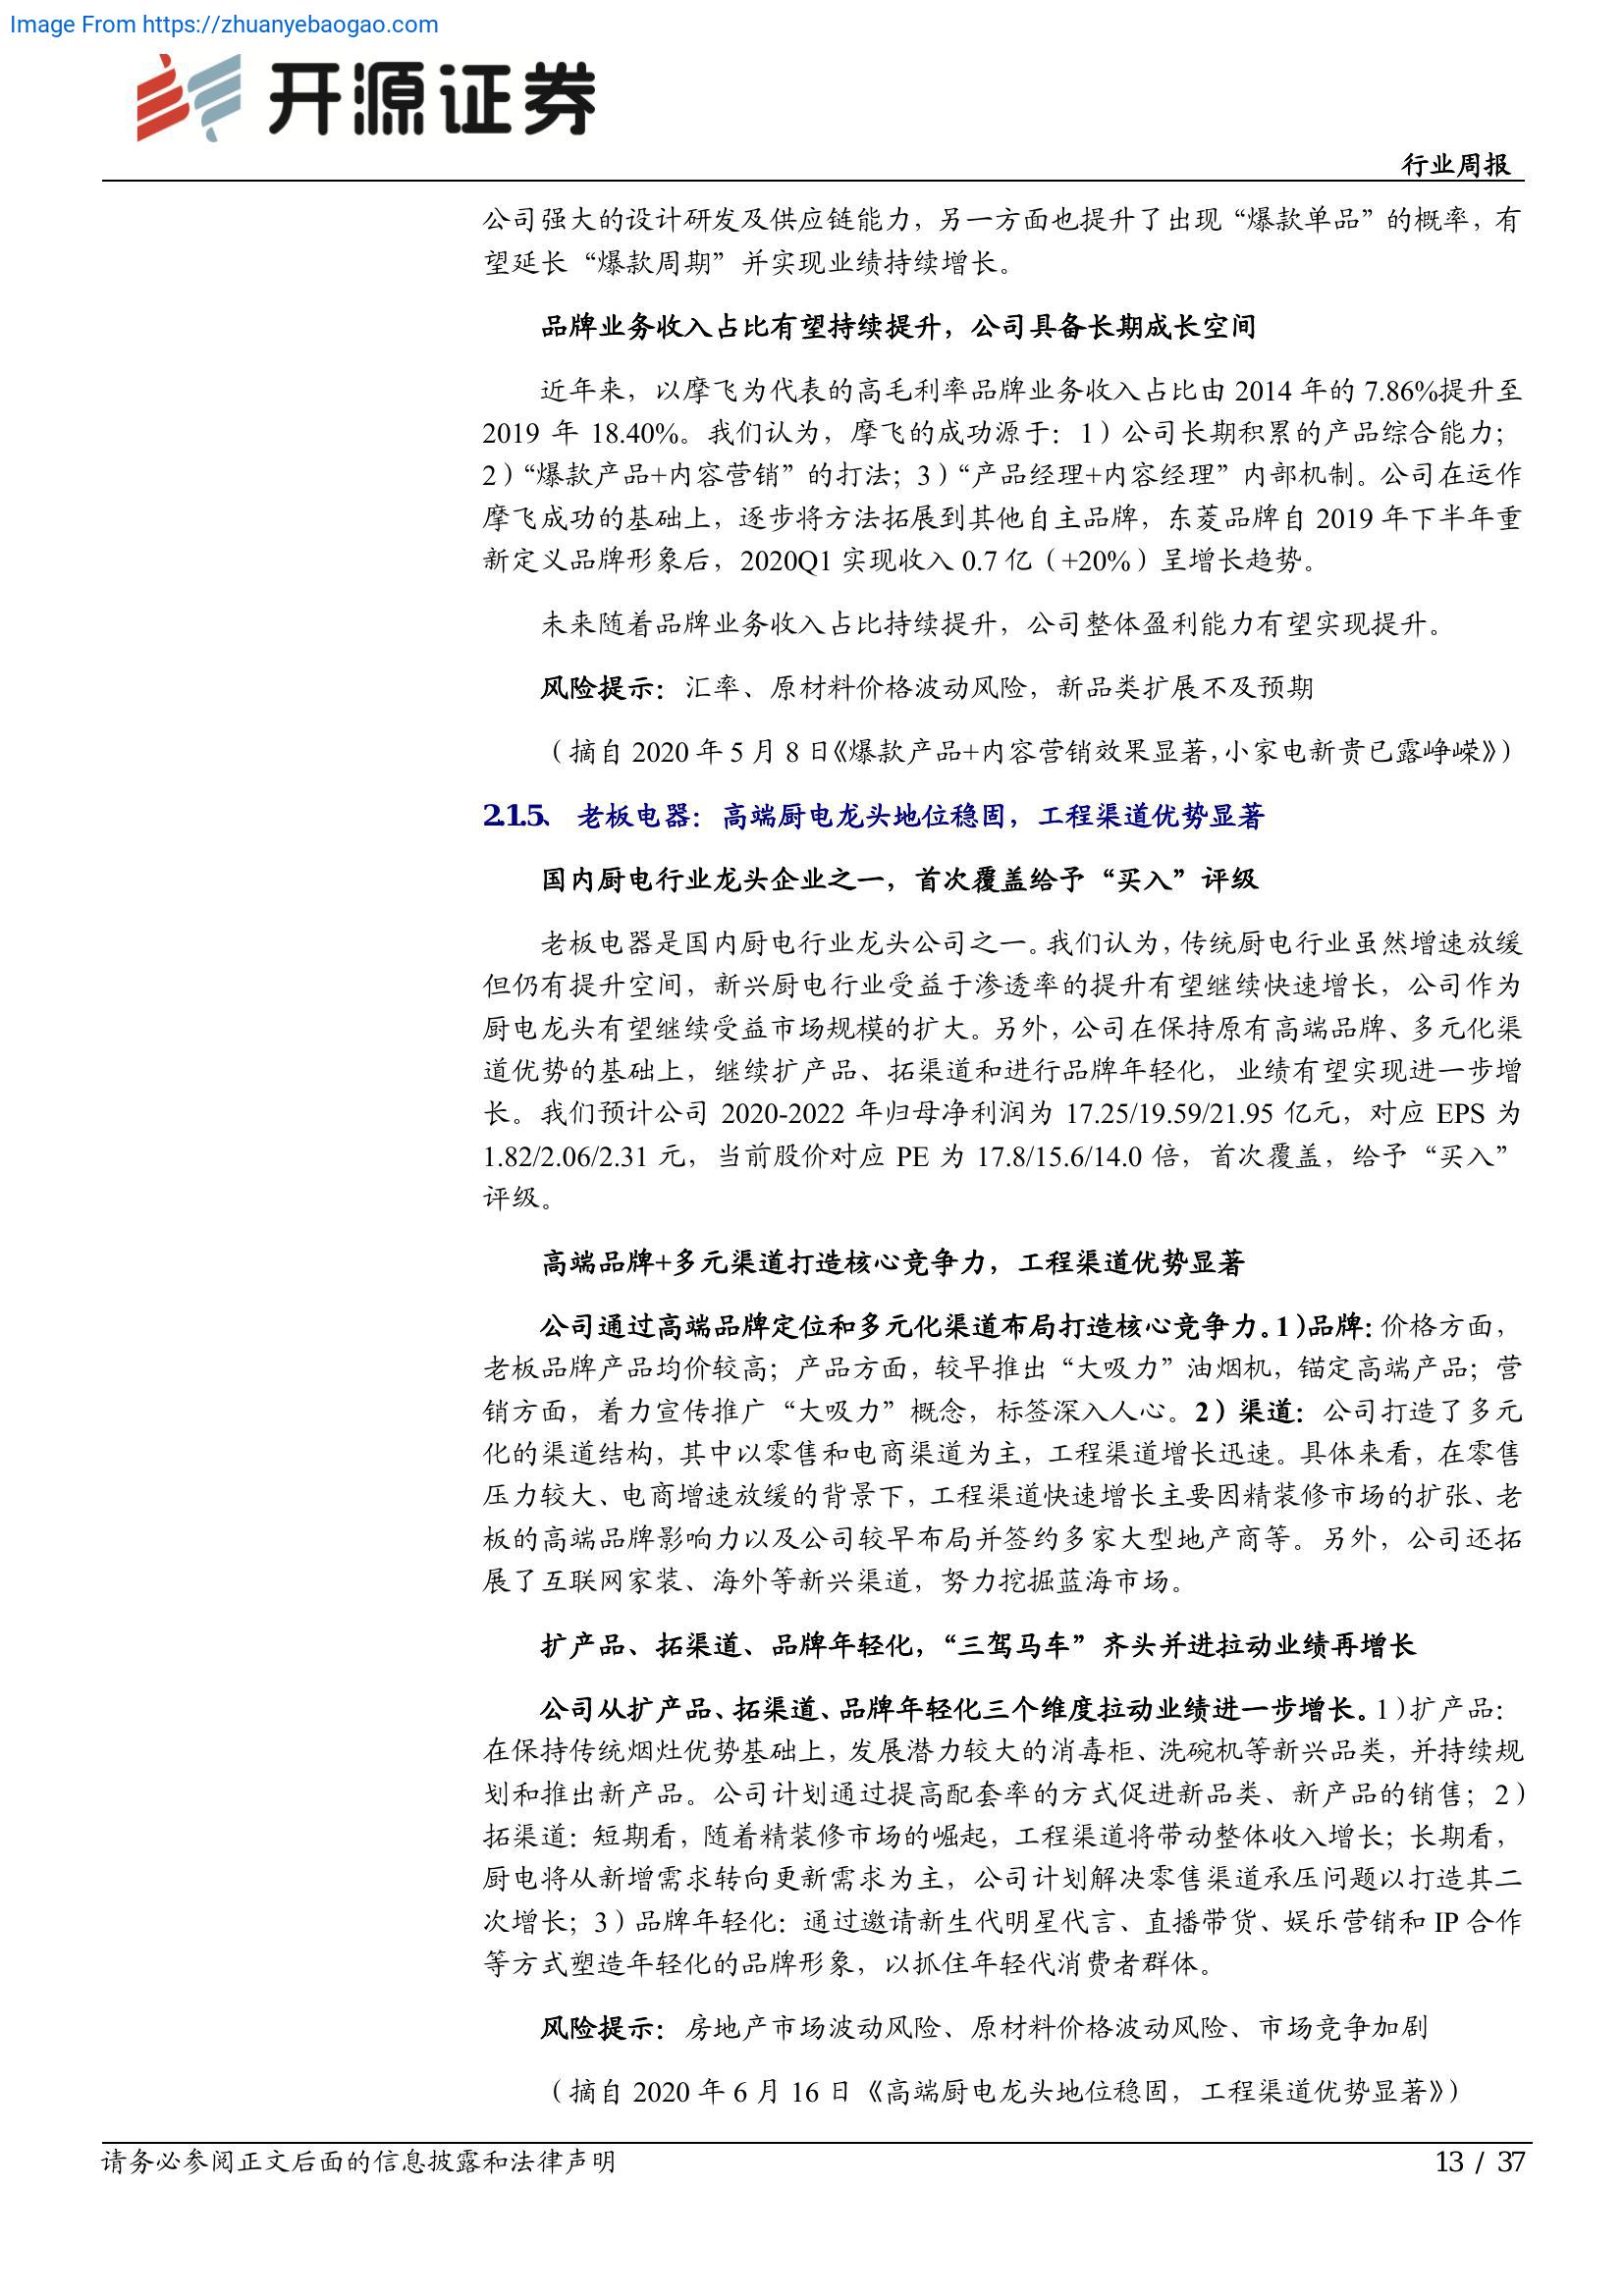 Image From https://zhuanyebaogao.com
开源证券
行业周报
公司强大的设计研发及供应链能力，另一方面也提升了出现“爆款单品”的概率，有
望延长“爆款周期”并实现业绩持续增长。
品牌业务收入占比有望持续提升，公司具备长期成长空间
近年来，以摩飞为代表的高毛利率品牌业务收入占比由 2014 年的 7.86%提升至
2019 年 18.40%。我们认为，摩飞的成功源于：1）公司长期积累的产品综合能力；
2）“爆款产品+内容营销”的打法；3）“产品经理+内容经理”内部机制。公司在运作
摩飞成功的基础上，逐步将方法拓展到其他自主品牌，东菱品牌自 2019 年下半年重
新定义品牌形象后，2020Q1 实现收入 0.7 亿（+20%）呈增长趋势。
未来随着品牌业务收入占比持续提升，公司整体盈利能力有望实现提升。
风险提示：汇率、原材料价格波动风险，新品类扩展不及预期
（摘自 2020 年 5 月 8 日《爆款产品+内容营销效果显著，小家电新贵已露峥嵘》）
2.1.5、 老板电器：高端厨电龙头地位稳固，工程渠道优势显著
国内厨电行业龙头企业之一，首次覆盖给予“买入”评级
老板电器是国内厨电行业龙头公司之一。我们认为，传统厨电行业虽然增速放缓
但仍有提升空间，新兴厨电行业受益于渗透率的提升有望继续快速增长，公司作为
厨电龙头有望继续受益市场规模的扩大。另外，公司在保持原有高端品牌、多元化渠
道优势的基础上，继续扩产品、拓渠道和进行品牌年轻化，业绩有望实现进一步增
长。我们预计公司 2020-2022 年归母净利润为 17.25/19.59/21.95 亿元，对应 EPS 为
1.82/2.06/2.31 元，当前股价对应 PE 为 17.8/15.6/14.0 倍，首次覆盖，给予“买入”
评级。
高端品牌+多元渠道打造核心竞争力，工程渠道优势显著
公司通过高端品牌定位和多元化渠道布局打造核心竞争力。1）品牌：价格方面，
老板品牌产品均价较高；产品方面，较早推出“大吸力”油烟机，锚定高端产品；营
销方面，着力宣传推广“大吸力”概念，标签深入人心。2）渠道：公司打造了多元
化的渠道结构，其中以零售和电商渠道为主，工程渠道增长迅速。具体来看，在零售
压力较大、电商增速放缓的背景下，工程渠道快速增长主要因精装修市场的扩张、老
板的高端品牌影响力以及公司较早布局并签约多家大型地产商等。另外，公司还拓
展了互联网家装、海外等新兴渠道，努力挖掘蓝海市场。
扩产品、拓渠道、品牌年轻化，“三驾马车”齐头并进拉动业绩再增长
公司从扩产品、拓渠道、品牌年轻化三个维度拉动业绩进一步增长。1）扩产品：
在保持传统烟灶优势基础上，发展潜力较大的消毒柜、洗碗机等新兴品类，并持续规
划和推出新产品。公司计划通过提高配套率的方式促进新品类、新产品的销售；2）
拓渠道：短期看，随着精装修市场的崛起，工程渠道将带动整体收入增长；长期看，
厨电将从新增需求转向更新需求为主，公司计划解决零售渠道承压问题以打造其二
次增长；3）品牌年轻化：通过邀请新生代明星代言、直播带货、娱乐营销和 IP 合作
等方式塑造年轻化的品牌形象，以抓住年轻代消费者群体。
风险提示：房地产市场波动风险、原材料价格波动风险、市场竞争加剧
（摘自 2020 年 6 月 16 日《高端厨电龙头地位稳固，工程渠道优势显著》）
请务必参阅正文后面的信息披露和法律声明
13 / 37